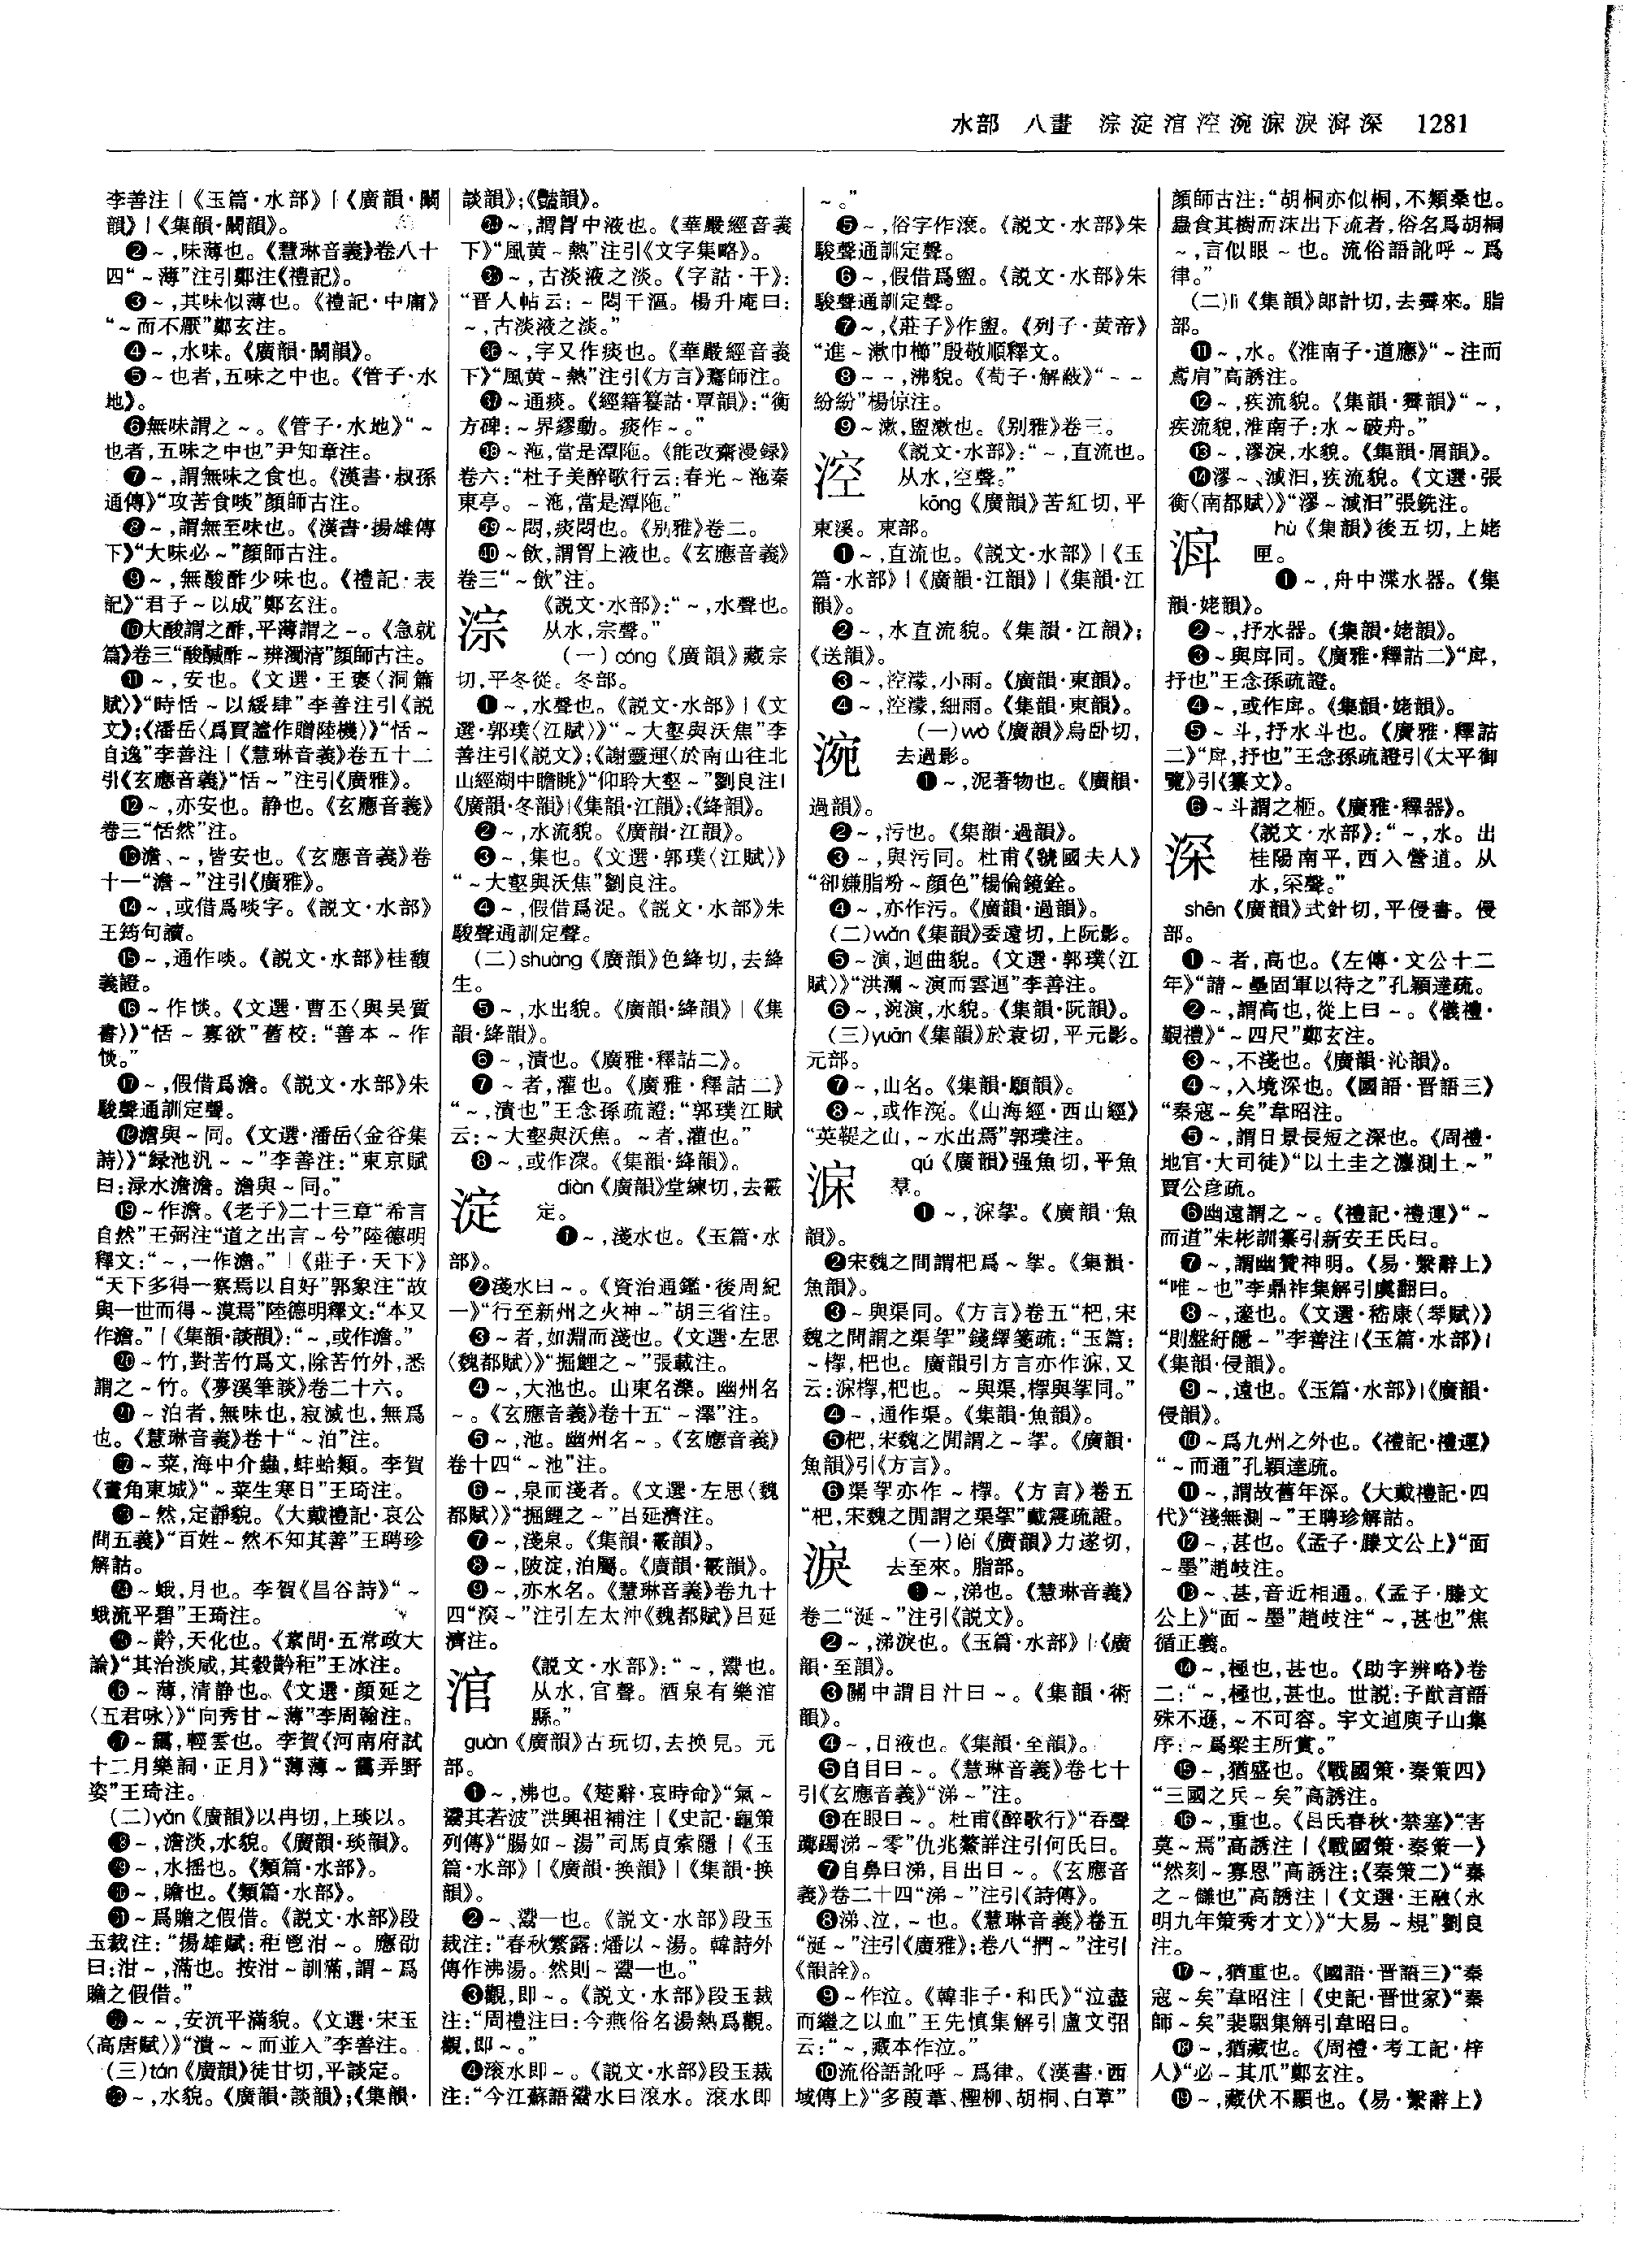 水部 八畫 淙淀涫涳涴淭淚滹深 1281
李善注|《玉篇·水部》|《廣韻·闞
韻》|《集韻·闞韻》。
❷~,味薄也。《慧琳音義》卷八十
四“~薄”注引鄭注《禮記》。
❸~,其味似薄也。《禮記·中庸》
“~而不厭”鄭玄注。
❹~,水味。《廣韻·闞韻》。
❺~也者,五味之中也。《管子·水
地》。
❻無味謂之~。《管子·水地》“~
也者,五味之中也”尹知章注。
❼~,謂無味之食也。《漢書·叔孫
通傳》“攻苦食啖”顏師古注。
❽~,謂無至味也。《漢書·揚雄傳
下》“大味必~”顏師古注。
❾~,無酸酢少味也。《禮記·表
記》“君子~以成”鄭玄注。
❿大酸謂之酢,平薄謂之~。《急就
篇》卷三“酸鹹酢~辨濁清”顏師古注。
⓫~,安也。《文選·王褒〈洞簫
賦〉》“時恬~以綏肆”李善注引《説
文》;《潘岳〈爲賈謐作贈陸機〉》“恬~
自逸”李善注|《慧琳音義》卷五十二
引《玄應音義》“恬~”注引《廣雅》。
⓬~,亦安也。静也。《玄應音義》
卷三“恬然”注。
⓭澹、~,皆安也。《玄應音義》卷
十一“澹~”注引《廣雅》。
⓮~,或借爲啖字。《説文·水部》
王筠句讀。
⓯~,通作啖。《説文·水部》桂馥
義證。
⓰~作惔。《文選·曹丕〈與吴質
書〉》“恬~寡欲”舊校:“善本~作
惔。”
⓱~,假借爲澹。《説文·水部》朱
駿聲通訓定聲。
⓲澹與~同。《文選·潘岳〈金谷集
詩〉》“緑池汎~~”李善注:“東京賦
曰:渌水澹澹。澹與~同。”
⓳~作澹。《老子》二十三章“希言
自然”王弼注“道之出言~兮”陸德明
釋文:“~,一作澹。”|《莊子·天下》
“天下多得一察焉以自好”郭象注“故
與一世而得~漠焉”陸德明釋文:“本又
作澹。”|《集韻·談韻》:“~,或作澹。”
⓴~竹,對苦竹爲文,除苦竹外,悉
謂之~竹。《夢溪筆談》卷二十六。
㉑~泊者,無味也,寂滅也,無爲
也。《慧琳音義》卷十“~泊”注。
㉒~菜,海中介蟲,蚌蛤類。李賀
《畫角東城》“~菜生寒日”王琦注。
㉓~然,定靜貌。《大戴禮記·哀公
問五義》“百姓~然不知其善”王聘珍
解詁。
㉔~蛾,月也。李賀《昌谷詩》“~
蛾流平碧”王琦注。
㉕~齡,天化也。《素問·五常政大
論》“其治淡咸,其穀齡秬”王冰注。
㉖~薄,清静也。《文選·顔延之
〈五君咏〉》“向秀甘~薄”李周翰注。
㉗~靄,輕雲也。李賀《河南府試
十二月樂詞·正月》“薄薄~靄弄野
姿”王琦注。
(二)yǎn《廣韻》以冉切,上琰以。
㉘~,澹淡,水貌。《廣韻·琰韻》。
㉙~,水摇也。《類篇·水部》。
㉚~,贍也。《類篇·水部》。
㉛~爲贍之假借。《説文·水部》段
玉裁注:“揚雄賦:秬鬯泔~。應劭
曰:泔~,滿也。按泔~訓滿,謂~爲
贍之假借。”
㉜~~,安流平滿貌。《文選·宋玉
〈高唐賦〉》“潰~~而並入”李善注。
(三)tán《廣韻》徒甘切,平談定。
㉝~,水貌。《廣韻·談韻》;《集韻·
談韻》;《豔韻》。
㉞~,謂胷中液也。《華嚴經音義
下》“風黄~熱”注引《文字集略》。
㉟~,古淡液之淡。《字詁·干》:
“晋人帖云:~悶干漚。楊升庵曰:
~,古淡液之淡。”
㊱~,字又作痰也。《華嚴經音義
下》“風黄~熱”注引《方言》騫師注。
㊲~通痰。《經籍籑詁·覃韻》:“衡
方碑:~界繆動。痰作~。”
㊳~沲,當是潭陁。《能改齋漫録》
卷六:“杜子美醉歌行云:春光~沲秦
東亭。~沲,當是潭陁。”
㊴~悶,痰悶也。《别雅》卷二。
㊵~飲,謂胷上液也。《玄應音義》
卷三“~飲”注。
淙 《説文·水部》:“~,水聲也。
从水,宗聲。”
(一)cóng《廣韻》藏宗
切,平冬從。冬部。
❶~,水聲也。《説文·水部》|《文
選·郭璞〈江賦〉》“~大壑與沃焦”李
善注引《説文》;《謝靈運〈於南山往北
山經湖中瞻眺〉》“仰聆大壑~”劉良注|
《廣韻·冬韻》|《集韻·江韻》;《絳韻》。
❷~,水流貌。《廣韻·江韻》。
❸~,集也。《文選·郭璞〈江賦〉》
“~大壑與沃焦”劉良注。
❹~,假借爲浞。《説文·水部》朱
駿聲通訓定聲。
(二)shuàng《廣韻》色絳切,去絳
生。
❺~,水出貌。《廣韻·絳韻》|《集
韻·絳韻》。
❻~,漬也。《廣雅·釋詁二》。
❼~者,灌也。《廣雅·釋詁二》
“~,漬也”王念孫疏證:“郭璞江賦
云:~大壑與沃焦。~者,灌也。”
❽~,或作漴。《集韻·絳韻》。
淀 diàn《廣韻》堂練切,去霰
定。
❶~,淺水也。《玉篇·水
部》。
❷淺水曰~。《資治通鑑·後周紀
一》“行至新州之火神~”胡三省注。
❸~者,如淵而淺也。《文選·左思
〈魏都賦〉》“掘鯉之~”張載注。
❹~,大池也。山東名濼。幽州名
~。《玄應音義》卷十五“~澤”注。
❺~,池。幽州名~。《玄應音義》
卷十四“~池”注。
❻~,泉而淺者。《文選·左思〈魏
都賦〉》“掘鯉之~”吕延濟注。
❼~,淺泉。《集韻·霰韻》。
❽~,陂淀,泊屬。《廣韻·霰韻》。
❾~,亦水名。《慧琳音義》卷九十
四“滾~”注引左太沖《魏都賦》吕延
濟注。
涫 《説文·水部》:“~,灊也。
从水,官聲。酒泉有樂涫
縣。”
guàn《廣韻》古玩切,去换見。元
部。
❶~,沸也。《楚辭·哀時命》“氣~
灊其若波”洪興祖補注|《史記·龜策
列傳》“腸如~湯”司馬貞索隱|《玉
篇·水部》|《廣韻·换韻》|《集韻·换
韻》。
❷~、灊一也。《説文·水部》段玉
裁注:“春秋繁露:燔以~湯。韓詩外
傳作沸湯。然則~灊一也。”
❸觀,即~。《説文·水部》段玉裁
注:“周禮注曰:今燕俗名湯熱爲觀。
觀,即~。”
❹滚水即~。《説文·水部》段玉裁
注:“今江蘇語灊水曰滚水。滚水即
~。”
❺~,俗字作滚。《説文·水部》朱
駿聲通訓定聲。
❻~,假借爲盥。《説文·水部》朱
駿聲通訓定聲。
❼~,《莊子》作盥。《列子·黄帝》
“進~漱巾櫛”殷敬順釋文。
❽~~,沸貌。《荀子·解蔽》“~~
紛紛”楊倞注。
❾~漱,盥漱也。《别雅》卷三。
涳 《説文·水部》:“~,直流也。
从水,空聲。”
kōng《廣韻》苦紅切,平
東溪。東部。
❶~,直流也。《説文·水部》|《玉
篇·水部》|《廣韻·江韻》|《集韻·江
韻》。
❷~,水直流貌。《集韻·江韻》;
《送韻》。
❸~,涳濛,小雨。《廣韻·東韻》。
❹~,涳濛,細雨。《集韻·東韻》。
涴 (一)wò《廣韻》烏卧切,
去過影。
❶~,泥著物也。《廣韻·
過韻》。
❷~,污也。《集韻·過韻》。
❸~,與污同。杜甫《虢國夫人》
“卻嫌脂粉~顔色”楊倫鏡銓。
❹~,亦作污。《廣韻·過韻》。
(二)wǎn《集韻》委遠切,上阮影。
❺~演,迴曲貌。《文選·郭璞〈江
賦〉》“洪瀾~演而雲迴”李善注。
❻~,涴演,水貌。《集韻·阮韻》。
(三)yuān《集韻》於袁切,平元影。
元部。
❼~,山名。《集韻·願韻》。
❽~,或作涴。《山海經·西山經》
“英鞮之山,~水出焉”郭璞注。
淭 qú《廣韻》强魚切,平魚
羣。
❶~,淭挐。《廣韻·魚
韻》。
❷宋魏之間謂杷爲~挐。《集韻·
魚韻》。
❸~與渠同。《方言》卷五“杷,宋
魏之間謂之渠挐”錢繹箋疏:“玉篇:
~㯐,杷也。廣韻引方言亦作淭,又
云:淭㯐,杷也。~與渠,㯐與挐同。”
❹~,通作渠。《集韻·魚韻》。
❺杷,宋魏之閒謂之~挐。《廣韻·
魚韻》引《方言》。
❻渠挐亦作~㯐。《方言》卷五
“杷,宋魏之閒謂之渠挐”戴震疏證。
淚 (一)lèi《廣韻》力遂切,
去至來。脂部。
❶~,涕也。《慧琳音義》
卷二“涎~”注引《説文》。
❷~,涕淚也。《玉篇·水部》|《廣
韻·至韻》。
❸關中謂目汁曰~。《集韻·術
韻》。
❹~,目液也。《集韻·至韻》。
❺自目曰~。《慧琳音義》卷七十
引《玄應音義》“涕~”注。
❻在眼曰~。杜甫《醉歌行》“吞聲
躑躅涕~零”仇兆鰲詳注引何氏曰。
❼自鼻曰涕,目出曰~。《玄應音
義》卷二十四“涕~”注引《詩傳》。
❽涕、泣,~也。《慧琳音義》卷五
“涎~”注引《廣雅》;卷八“捫~”注引
《韻詮》。
❾~作泣。《韓非子·和氏》“泣盡
而繼之以血”王先慎集解引盧文弨
云:“~,藏本作泣。”
❿流俗語訛呼~爲律。《漢書·西
域傳上》“多葭葦、檉柳、胡桐、白草”
顏師古注:“胡桐亦似桐,不類桑也。
蟲食其樹而沫出下流者,俗名爲胡桐
~,言似眼~也。流俗語訛呼~爲
律。”
(二)lì《集韻》郎計切,去霽來。脂
部。
⓫~,水。《淮南子·道應》“~注而
鳶肩”高誘注。
⓬~,疾流貌。《集韻·霽韻》“~,
疾流貌,淮南子:水~破舟。”
⓭~,漻淚,水貌。《集韻·屑韻》。
⓮漻~、減汩,疾流貌。《文選·張
衡〈南都賦〉》“漻~減汩”張銑注。
hù《集韻》後五切,上姥
匣。
❶~,舟中渫水器。《集
韻·姥韻》。
❷~,抒水器。《集韻·姥韻》。
❸~與戽同。《廣雅·釋詁二》“戽,
抒也”王念孫疏證。
❹~,或作戽。《集韻·姥韻》。
❺~斗,抒水斗也。《廣雅·釋詁
二》“戽,抒也”王念孫疏證引《太平御
覽》引《纂文》。
❻~斗謂之柜。《廣雅·釋器》。
深 《説文·水部》:“~,水。出
桂陽南平,西入營道。从
水,罙聲。”
shēn《廣韻》式針切,平侵書。侵
部。
❶~者,高也。《左傳·文公十二
年》“請~壘固軍以待之”孔穎達疏。
❷~,謂高也,從上曰~。《儀禮·
覲禮》“~四尺”鄭玄注。
❸~,不淺也。《廣韻·沁韻》。
❹~,入境深也。《國語·晋語三》
“秦寇~矣”韋昭注。
❺~,謂日景長短之深也。《周禮·
地官·大司徒》“以土圭之灋測土~”
賈公彦疏。
❻幽遠謂之~。《禮記·禮運》“~
而道”朱彬訓纂引新安王氏曰。
❼~,謂幽贊神明。《易·繫辭上》
“唯~也”李鼎祚集解引虞翻曰。
❽~,邃也。《文選·嵇康〈琴賦〉》
“則盤紆隱~”李善注|《玉篇·水部》|
《集韻·侵韻》。
❾~,遠也。《玉篇·水部》|《廣韻·
侵韻》。
❿~爲九州之外也。《禮記·禮運》
“~而通”孔穎達疏。
⓫~,謂故舊年深。《大戴禮記·四
代》“淺無測~”王聘珍解詁。
⓬~,甚也。《孟子·滕文公上》“面
~墨”趙岐注。
⓭~、甚,音近相通。《孟子·滕文
公上》“面~墨”趙岐注“~,甚也”焦
循正義。
⓮~,極也,甚也。《助字辨略》卷
二:“~,極也,甚也。世説:子猷言語
殊不遜,~不可容。宇文逌庾子山集
序:~爲梁主所賞。”
⓯~,猶盛也。《戰國策·秦策四》
“三國之兵~矣”高誘注。
⓰~,重也。《吕氏春秋·禁塞》“害
莫~焉”高誘注|《戰國策·秦策一》
“然刻~寡恩”高誘注;《秦策二》“秦
之~讎也”高誘注|《文選·王融〈永
明九年策秀才文〉》“大易~規”劉良
注。
⓱~,猶重也。《國語·晋語三》“秦
寇~矣”韋昭注|《史記·晋世家》“秦
師~矣”裴駰集解引韋昭曰。
⓲~,猶藏也。《周禮·考工記·梓
人》“必~其爪”鄭玄注。
⓳~,藏伏不顯也。《易·繫辭上》